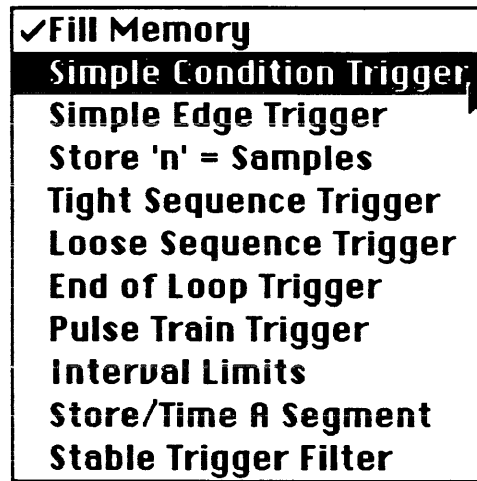 ✓Fill Memory
Simple Condition Trigger
Simple Edge Trigger
Store 'n' = Samples
Tight Sequence Trigger
Loose Sequence Trigger
End of Loop Trigger
Pulse Train Trigger
Interval Limits
Store/Time A Segment
Stable Trigger Filter